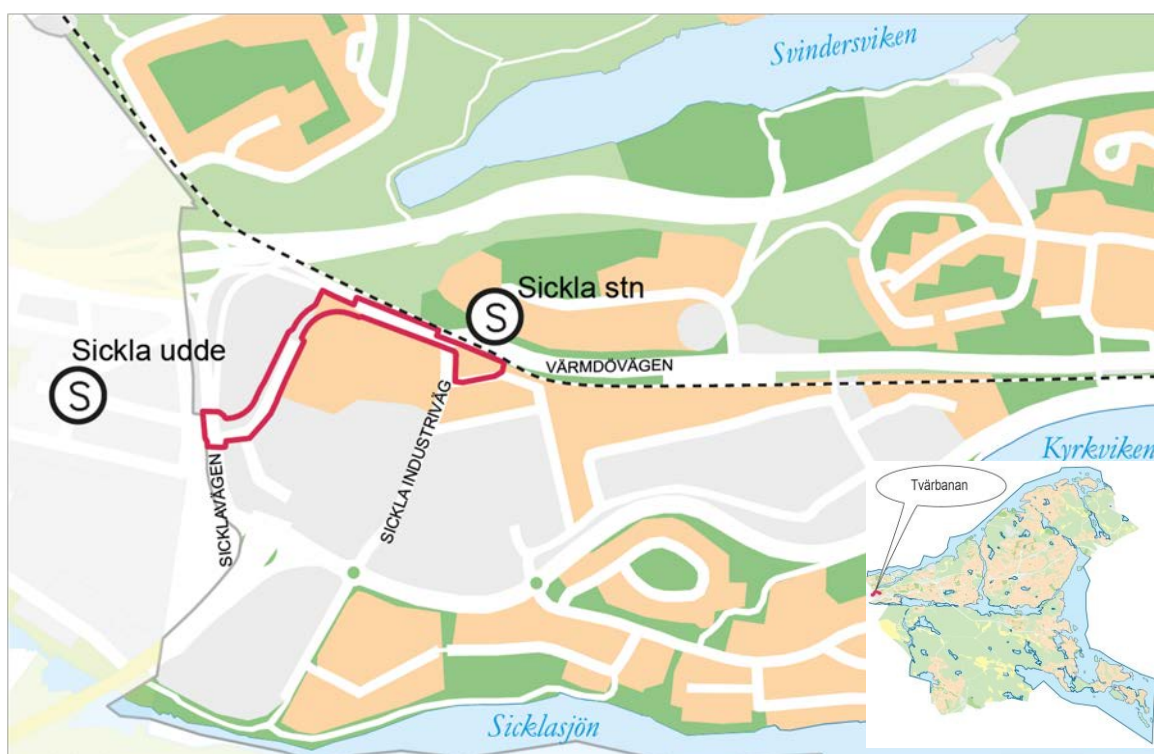 Svindersviken
Sickla stn
S
Sickla udde
S
VÄRMDÖVÄGEN
SICKLAVÄGEN
SICKLA INDUSTRIVÄG
Kyrkviken
Tvärbanan
Sicklasjön